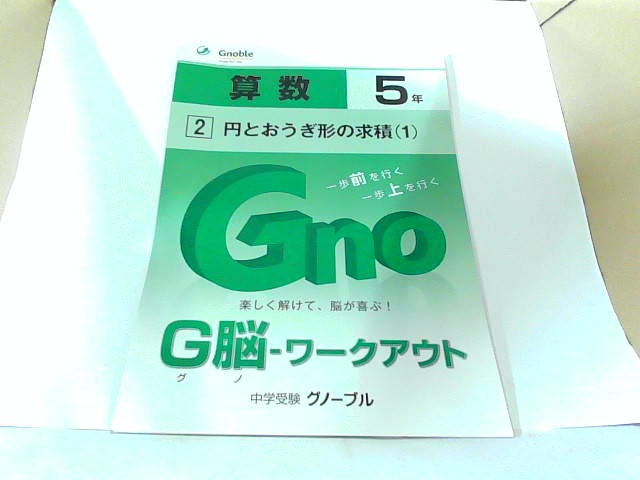 Gnoble
算数 5年
2 円とおうぎ形の求積(1)
一歩前を行く
一歩上を行く
Gno
楽しく解けて、脳が喜ぶ!
G脳-ワークアウト
グ ノ
中学受験 グノーブル